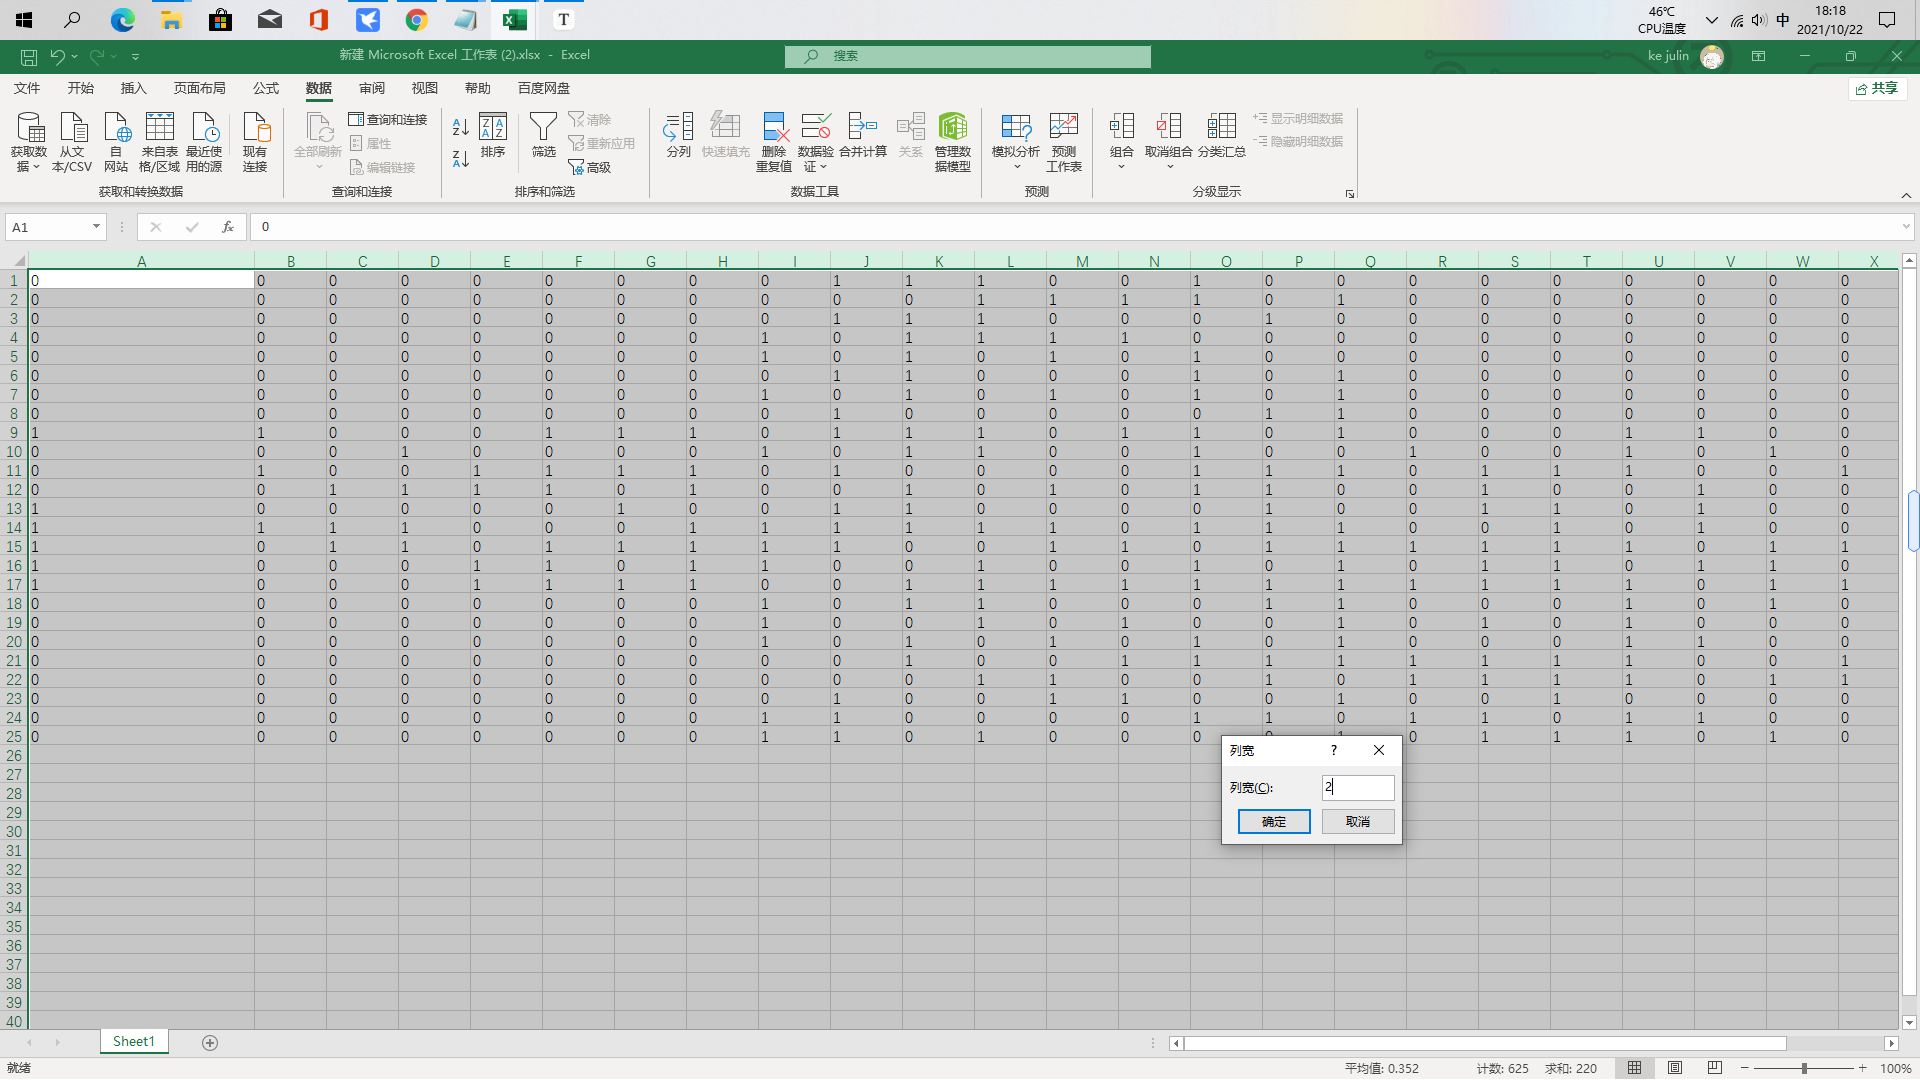 46℃
CPU温度
中
18:18
2021/10/22
T
新建 Microsoft Excel 工作表 (2).xlsx - Excel
搜索
ke julin
文件 开始 插入 页面布局 公式 数据 审阅 视图 帮助 百度网盘
共享
获取数据
从文本/CSV
自网站
来自表格/区域
最近使用的源
现有连接
获取和转换数据
全部刷新
查询和连接
属性
编辑链接
查询和连接
排序
筛选
清除
重新应用
高级
排序和筛选
分列
快速填充
删除重复值
数据验证
合并计算
关系
管理数据模型
数据工具
模拟分析
预测工作表
预测
组合
取消组合
分类汇总
显示明细数据
隐藏明细数据
分级显示
A1 fx 0
A B C D E F G H I J K L M N O P Q R S T U V W X
1 0 0 0 0 0 0 0 0 0 1 1 1 0 0 1 0 0 0 0 0 0 0 0 0
2 0 0 0 0 0 0 0 0 0 0 0 1 1 1 1 0 1 0 0 0 0 0 0 0
3 0 0 0 0 0 0 0 0 0 1 1 1 0 0 0 1 0 0 0 0 0 0 0 0
4 0 0 0 0 0 0 0 0 1 0 1 1 1 1 0 0 0 0 0 0 0 0 0 0
5 0 0 0 0 0 0 0 0 1 0 1 0 1 0 1 0 0 0 0 0 0 0 0 0
6 0 0 0 0 0 0 0 0 0 1 1 0 0 0 1 0 1 0 0 0 0 0 0 0
7 0 0 0 0 0 0 0 0 1 0 1 0 1 0 1 0 1 0 0 0 0 0 0 0
8 0 0 0 0 0 0 0 0 0 1 0 0 0 0 0 1 1 0 0 0 0 0 0 0
9 1 1 0 0 0 1 1 1 0 1 1 1 0 1 1 0 1 0 0 0 1 1 0 0
10 0 0 0 1 0 0 0 0 1 0 1 1 0 0 1 0 0 1 0 0 1 0 1 0
11 0 1 0 0 1 1 1 1 0 1 0 0 0 0 1 1 1 0 1 1 1 0 0 1
12 0 0 1 1 1 1 0 1 0 0 1 0 1 0 1 1 0 0 1 0 0 1 0 0
13 1 0 0 0 0 0 1 0 0 1 1 0 0 0 0 1 0 0 1 1 0 1 0 0
14 1 1 1 1 0 0 0 1 1 1 1 1 1 0 1 1 1 0 0 1 0 1 0 0
15 1 0 1 1 0 1 1 1 1 1 0 0 1 1 0 1 1 1 1 1 1 0 1 1
16 1 0 0 0 1 1 0 1 1 0 0 1 0 0 1 0 1 0 1 1 0 1 1 0
17 1 0 0 0 1 1 1 1 0 0 1 1 1 1 1 1 1 1 1 1 1 0 1 1
18 0 0 0 0 0 0 0 0 1 0 1 1 0 0 0 1 1 0 0 0 1 0 1 0
19 0 0 0 0 0 0 0 0 1 0 0 1 0 1 0 0 1 0 1 0 1 0 0 0
20 0 0 0 0 0 0 0 0 1 0 1 0 1 0 1 0 1 0 0 0 1 1 0 0
21 0 0 0 0 0 0 0 0 0 0 1 0 0 1 1 1 1 1 1 1 1 0 0 1
22 0 0 0 0 0 0 0 0 0 0 0 1 1 0 0 1 0 1 1 1 1 0 1 1
23 0 0 0 0 0 0 0 0 0 1 0 0 1 1 0 0 1 0 0 1 0 0 0 0
24 0 0 0 0 0 0 0 0 1 1 0 0 0 0 1 1 0 1 1 0 1 1 0 0
25 0 0 0 0 0 0 0 0 1 1 0 1 0 0 0 0 1 0 1 1 1 0 1 0
26
27
28
29
30
31
32
33
34
35
36
37
38
39
40
列宽 ?
列宽(C): 2
确定 取消
Sheet1
就绪
平均值: 0.352 计数: 625 求和: 220
100%